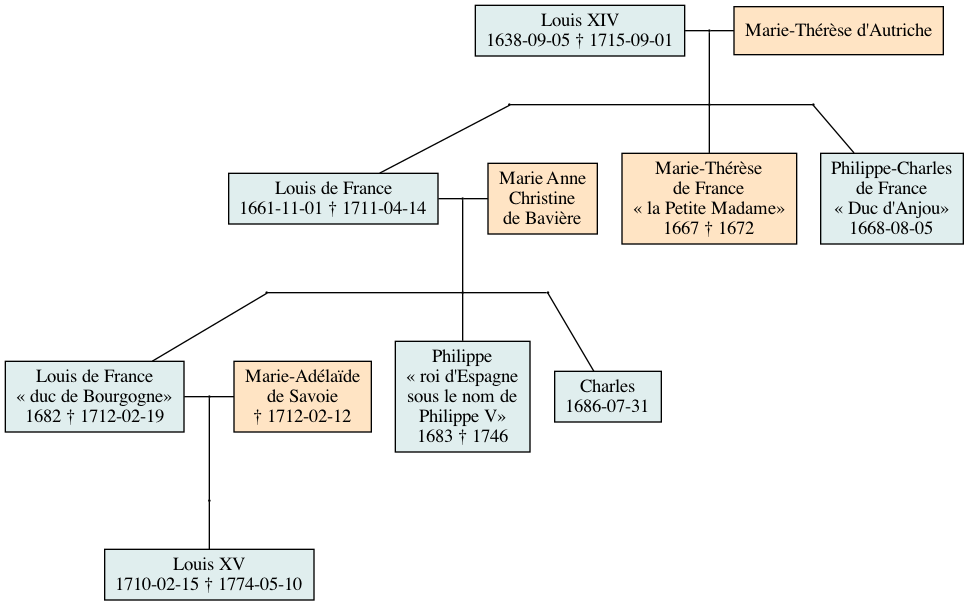 Louis XIV
1638-09-05 † 1715-09-01
Marie-Thérèse d'Autriche
Louis de France
1661-11-01 † 1711-04-14
Marie Anne
Christine
de Bavière
Marie-Thérèse
de France
« la Petite Madame»
1667 † 1672
Philippe-Charles
de France
« Duc d'Anjou»
1668-08-05
Louis de France
« duc de Bourgogne»
1682 † 1712-02-19
Marie-Adélaïde
de Savoie
† 1712-02-12
Philippe
« roi d'Espagne
sous le nom de
Philippe V»
1683 † 1746
Charles
1686-07-31
Louis XV
1710-02-15 † 1774-05-10